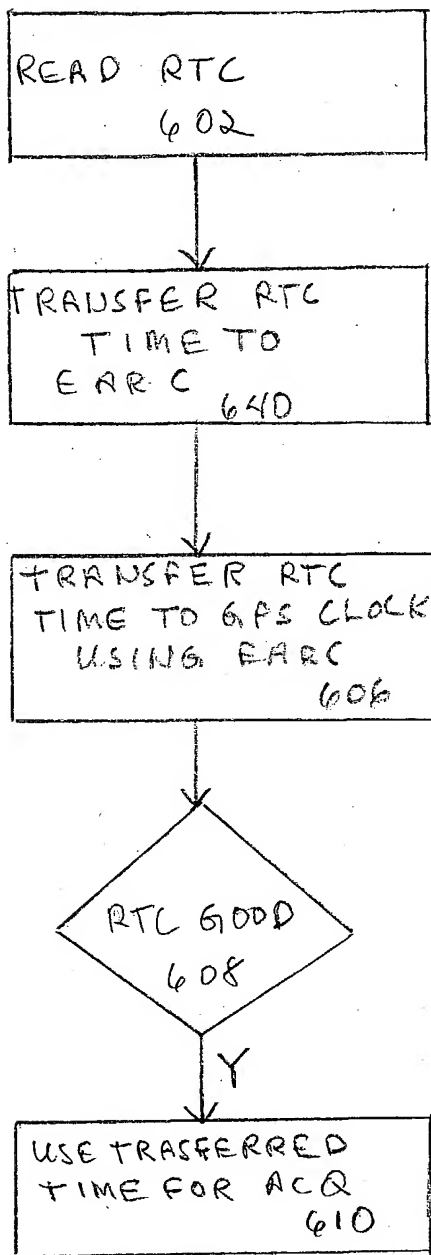 READ RTC
602
TRANSFER RTC
TIME TO
EARC
640
TRANSFER RTC
TIME TO GPS CLOCK
USING EARC
606
RTC GOOD
608
Y
USE TRASFERRED
TIME FOR ACQ
610